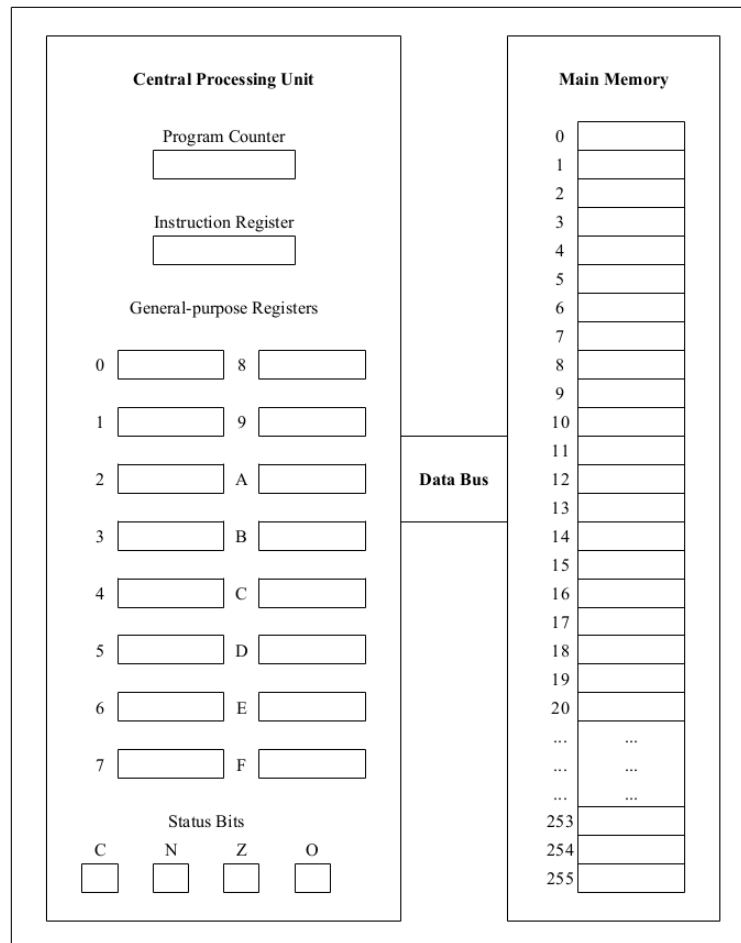 Central Processing Unit
Program Counter
Instruction Register
General-purpose Registers
0 8
1 9
2 A
3 B
4 C
5 D
6 E
7 F
Status Bits
C N Z O
Data Bus
Main Memory
0
1
2
3
4
5
6
7
8
9
10
11
12
13
14
15
16
17
18
19
20
... ...
... ...
... ...
253
254
255